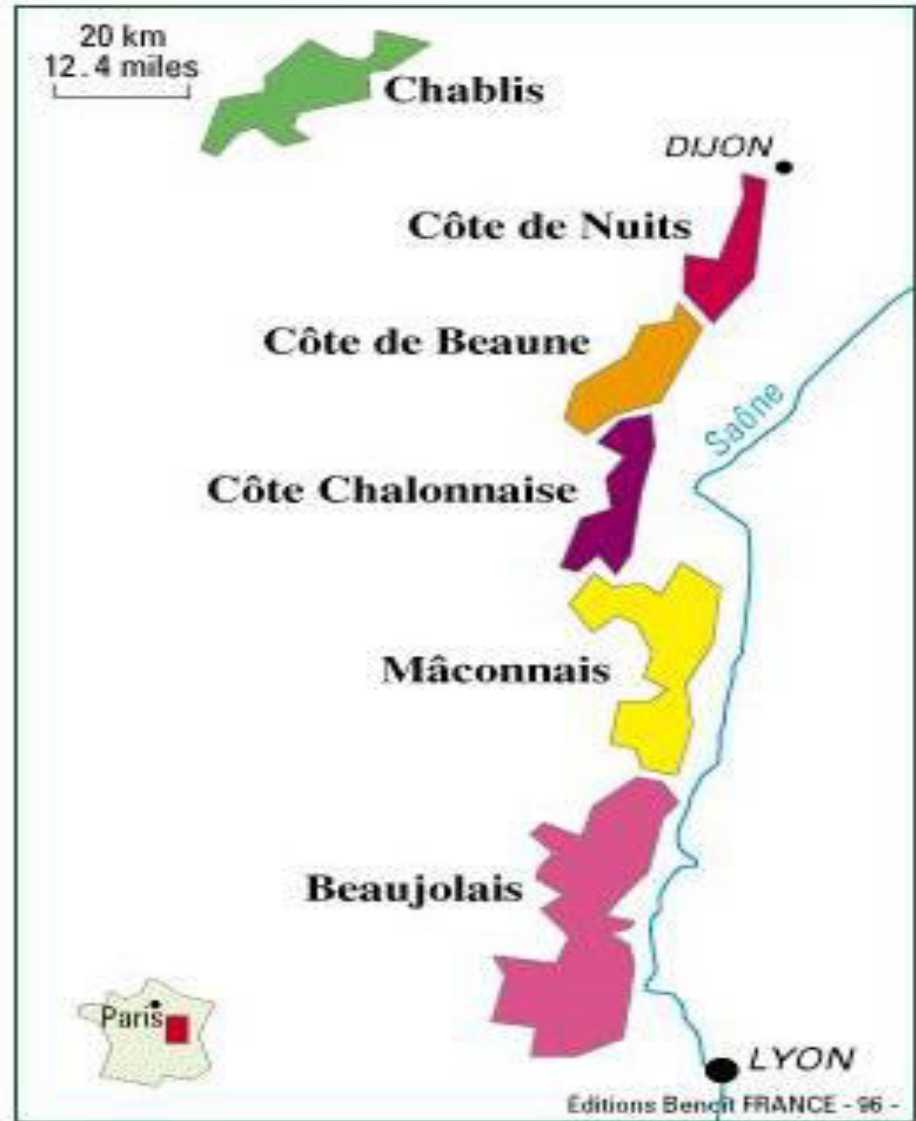 20 km
12.4 miles
Chablis
DIJON
Côte de Nuits
Côte de Beaune
Saône
Côte Chalonnaise
Mâconnais
Beaujolais
Paris
LYON
Editions Benoît FRANCE - 96 -